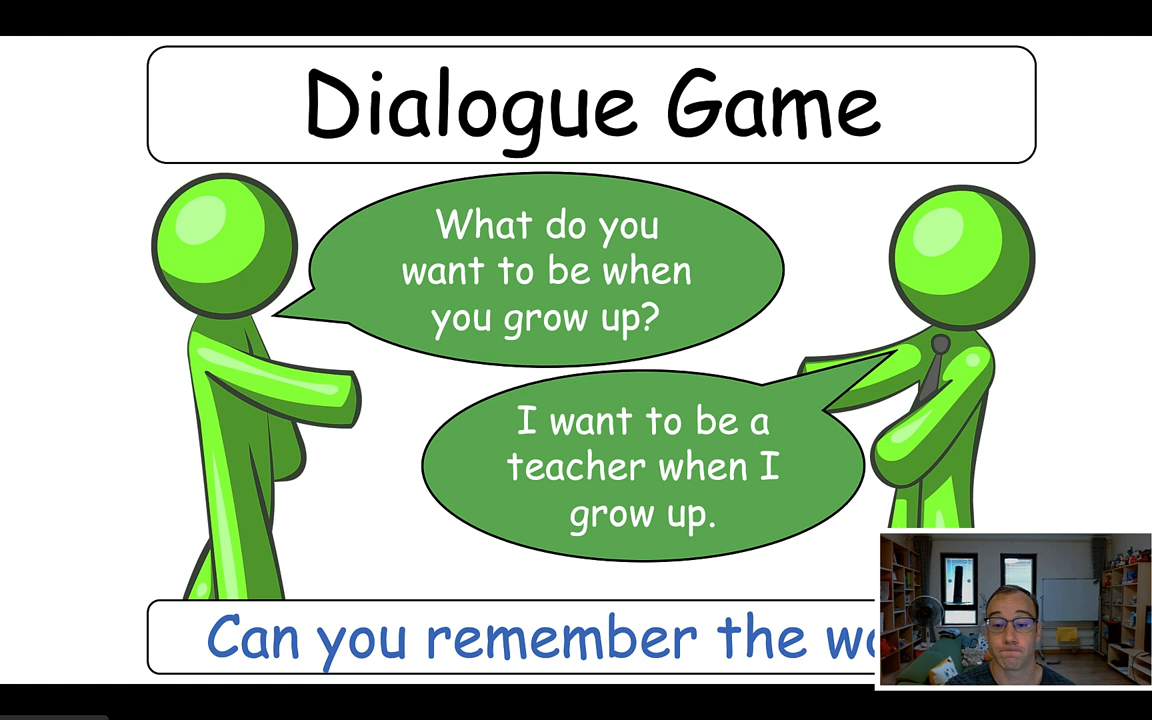 Dialogue Game
What do you
want to be when
you grow up?
I want to be a
teacher when I
grow up.
Can you remember the